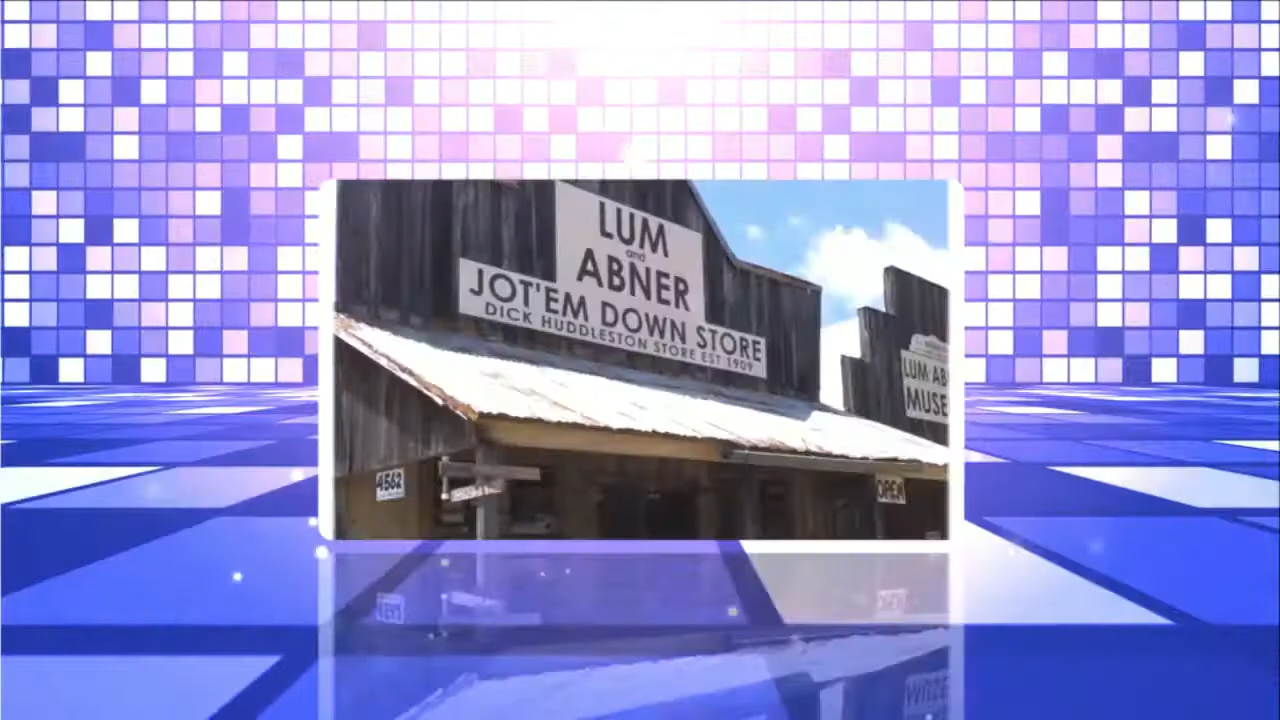 LUM
and
ABNER
JOT'EM DOWN STORE
DICK HUDDLESTON STORE EST 1909
LUM AB
MUSE
4562
OPEN